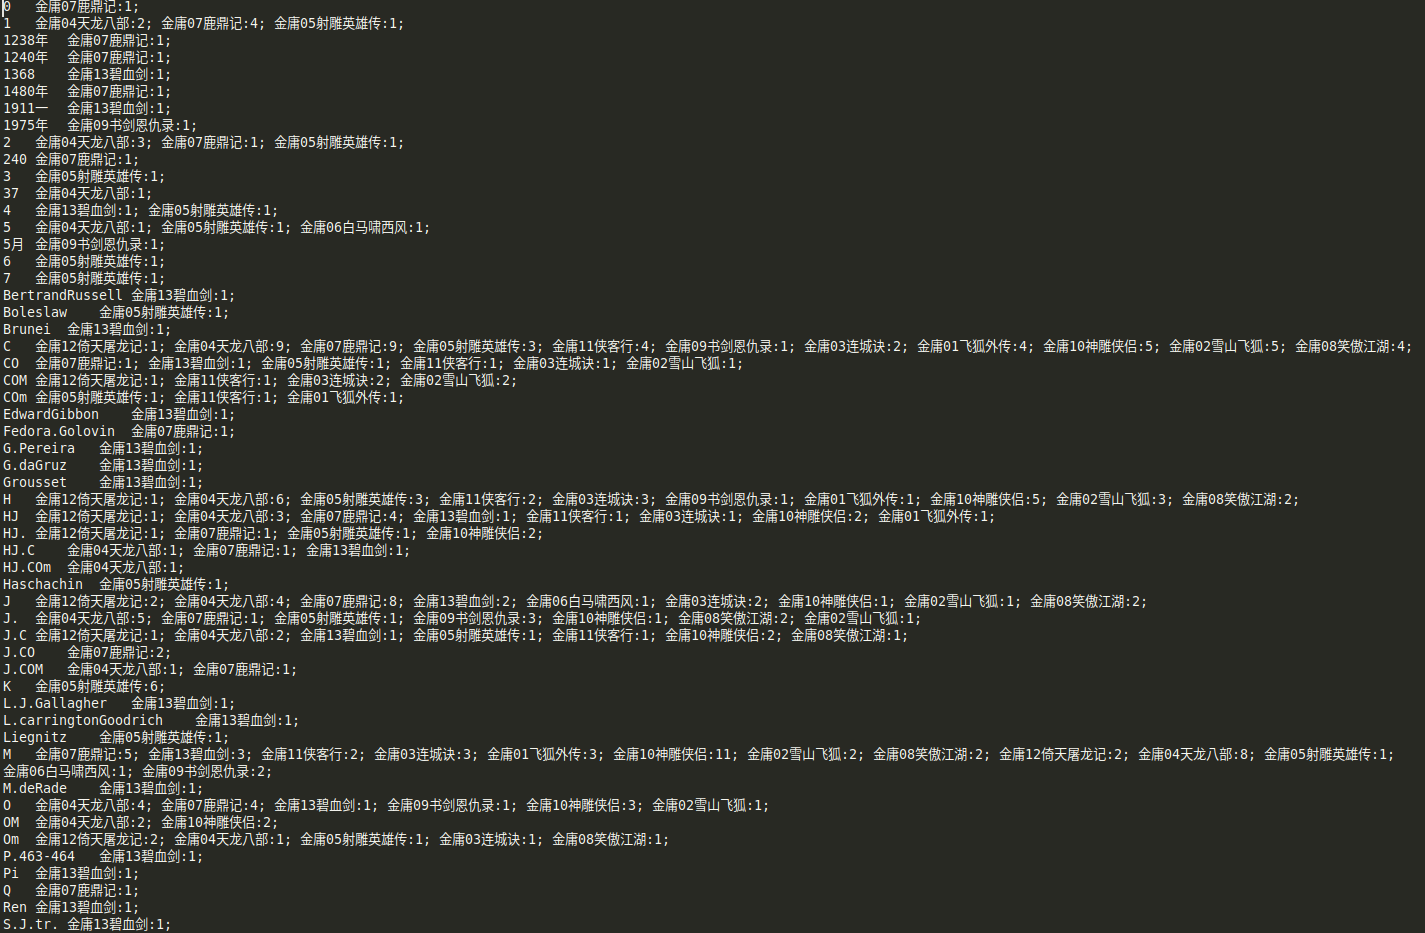 0	金庸07鹿鼎记:1;
1	金庸04天龙八部:2; 金庸07鹿鼎记:4; 金庸05射雕英雄传:1;
1238年	金庸07鹿鼎记:1;
1240年	金庸07鹿鼎记:1;
1368	金庸13碧血剑:1;
1480年	金庸07鹿鼎记:1;
1911一	金庸13碧血剑:1;
1975年	金庸09书剑恩仇录:1;
2	金庸04天龙八部:3; 金庸07鹿鼎记:1; 金庸05射雕英雄传:1;
240	金庸07鹿鼎记:1;
3	金庸05射雕英雄传:1;
37	金庸04天龙八部:1;
4	金庸13碧血剑:1; 金庸05射雕英雄传:1;
5	金庸04天龙八部:1; 金庸05射雕英雄传:1; 金庸06白马啸西风:1;
5月	金庸09书剑恩仇录:1;
6	金庸05射雕英雄传:1;
7	金庸05射雕英雄传:1;
BertrandRussell	金庸13碧血剑:1;
Boleslaw	金庸05射雕英雄传:1;
Brunei	金庸13碧血剑:1;
C	金庸12倚天屠龙记:1; 金庸04天龙八部:9; 金庸07鹿鼎记:9; 金庸05射雕英雄传:3; 金庸11侠客行:4; 金庸09书剑恩仇录:1; 金庸03连城诀:2; 金庸01飞狐外传:4; 金庸10神雕侠侣:5; 金庸02雪山飞狐:5; 金庸08笑傲江湖:4;
CO	金庸07鹿鼎记:1; 金庸13碧血剑:1; 金庸05射雕英雄传:1; 金庸11侠客行:1; 金庸03连城诀:1; 金庸02雪山飞狐:1;
COM	金庸12倚天屠龙记:1; 金庸11侠客行:1; 金庸03连城诀:2; 金庸02雪山飞狐:2;
COm	金庸05射雕英雄传:1; 金庸11侠客行:1; 金庸01飞狐外传:1;
EdwardGibbon	金庸13碧血剑:1;
Fedora.Golovin	金庸07鹿鼎记:1;
G.Pereira	金庸13碧血剑:1;
G.daGruz	金庸13碧血剑:1;
Grousset	金庸13碧血剑:1;
H	金庸12倚天屠龙记:1; 金庸04天龙八部:6; 金庸05射雕英雄传:3; 金庸11侠客行:2; 金庸03连城诀:3; 金庸09书剑恩仇录:1; 金庸01飞狐外传:1; 金庸10神雕侠侣:5; 金庸02雪山飞狐:3; 金庸08笑傲江湖:2;
HJ	金庸12倚天屠龙记:1; 金庸04天龙八部:3; 金庸07鹿鼎记:4; 金庸13碧血剑:1; 金庸11侠客行:1; 金庸03连城诀:1; 金庸10神雕侠侣:2; 金庸01飞狐外传:1;
HJ.	金庸12倚天屠龙记:1; 金庸07鹿鼎记:1; 金庸05射雕英雄传:1; 金庸10神雕侠侣:2;
HJ.C	金庸04天龙八部:1; 金庸07鹿鼎记:1; 金庸13碧血剑:1;
HJ.COm	金庸04天龙八部:1;
Haschachin	金庸05射雕英雄传:1;
J	金庸12倚天屠龙记:2; 金庸04天龙八部:4; 金庸07鹿鼎记:8; 金庸13碧血剑:2; 金庸06白马啸西风:1; 金庸03连城诀:2; 金庸10神雕侠侣:1; 金庸02雪山飞狐:1; 金庸08笑傲江湖:2;
J.	金庸04天龙八部:5; 金庸07鹿鼎记:1; 金庸05射雕英雄传:1; 金庸09书剑恩仇录:3; 金庸10神雕侠侣:1; 金庸08笑傲江湖:2; 金庸02雪山飞狐:1;
J.C	金庸12倚天屠龙记:1; 金庸04天龙八部:2; 金庸13碧血剑:1; 金庸05射雕英雄传:1; 金庸11侠客行:1; 金庸10神雕侠侣:2; 金庸08笑傲江湖:1;
J.CO	金庸07鹿鼎记:2;
J.COM	金庸04天龙八部:1; 金庸07鹿鼎记:1;
K	金庸05射雕英雄传:6;
L.J.Gallagher	金庸13碧血剑:1;
L.carringtonGoodrich	金庸13碧血剑:1;
Liegnitz	金庸05射雕英雄传:1;
M	金庸07鹿鼎记:5; 金庸13碧血剑:3; 金庸11侠客行:2; 金庸03连城诀:3; 金庸01飞狐外传:3; 金庸10神雕侠侣:11; 金庸02雪山飞狐:2; 金庸08笑傲江湖:2; 金庸12倚天屠龙记:2; 金庸04天龙八部:8; 金庸05射雕英雄传:1;
金庸06白马啸西风:1; 金庸09书剑恩仇录:2;
M.deRade	金庸13碧血剑:1;
O	金庸04天龙八部:4; 金庸07鹿鼎记:4; 金庸13碧血剑:1; 金庸09书剑恩仇录:1; 金庸10神雕侠侣:3; 金庸02雪山飞狐:1;
OM	金庸04天龙八部:2; 金庸10神雕侠侣:2;
Om	金庸12倚天屠龙记:2; 金庸04天龙八部:1; 金庸05射雕英雄传:1; 金庸03连城诀:1; 金庸08笑傲江湖:1;
P.463-464	金庸13碧血剑:1;
Pi	金庸13碧血剑:1;
Q	金庸07鹿鼎记:1;
Ren	金庸13碧血剑:1;
S.J.tr.	金庸13碧血剑:1;